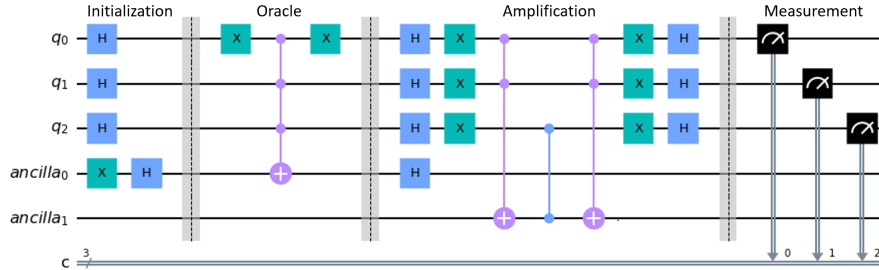 Initialization Oracle Amplification Measurement
q0 H X X H X X H
q1 H H X X H
q2 H H X X H
ancilla0 X H H
ancilla1
c 3 0 1 2